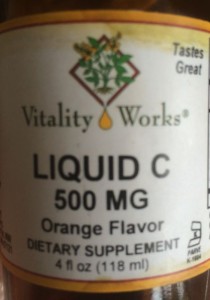 Tastes
Great
Vitality Works®
LIQUID C
500 MG
Orange Flavor
DIETARY SUPPLEMENT
4 fl oz (118 ml)